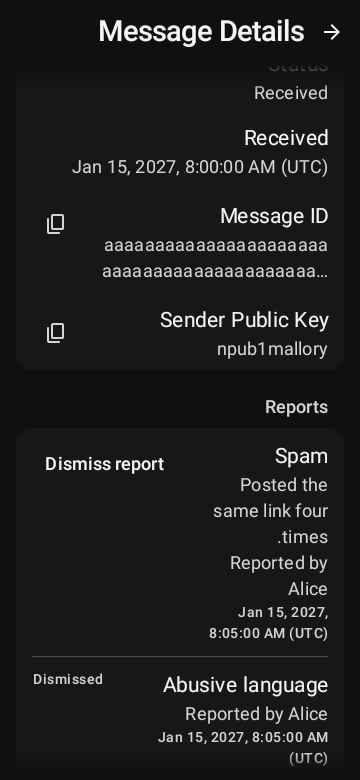 Message Details
Status
Received
Received
Jan 15, 2027, 8:00:00 AM (UTC)
Message ID
aaaaaaaaaaaaaaaaaaaaaa
aaaaaaaaaaaaaaaaaaaaa…
Sender Public Key
npub1mallory
Reports
Spam
Dismiss report
Posted the
same link four
.times
Reported by
Alice
Jan 15, 2027,
8:05:00 AM (UTC)
Abusive language
Dismissed
Reported by Alice
Jan 15, 2027, 8:05:00 AM
(UTC)